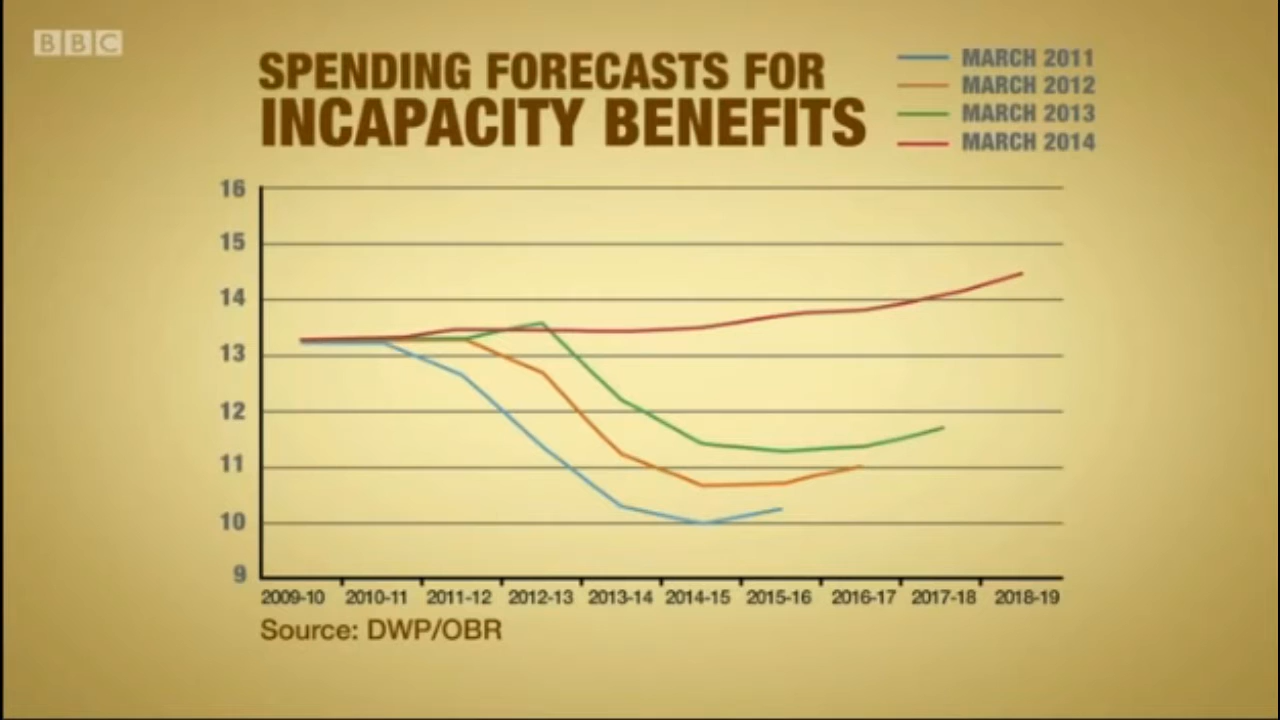 BBC
SPENDING FORECASTS FOR
INCAPACITY BENEFITS
MARCH 2011
MARCH 2012
MARCH 2013
MARCH 2014
16
15
14
13
12
11
10
9
2009-10 2010-11 2011-12 2012-13 2013-14 2014-15 2015-16 2016-17 2017-18 2018-19
Source: DWP/OBR